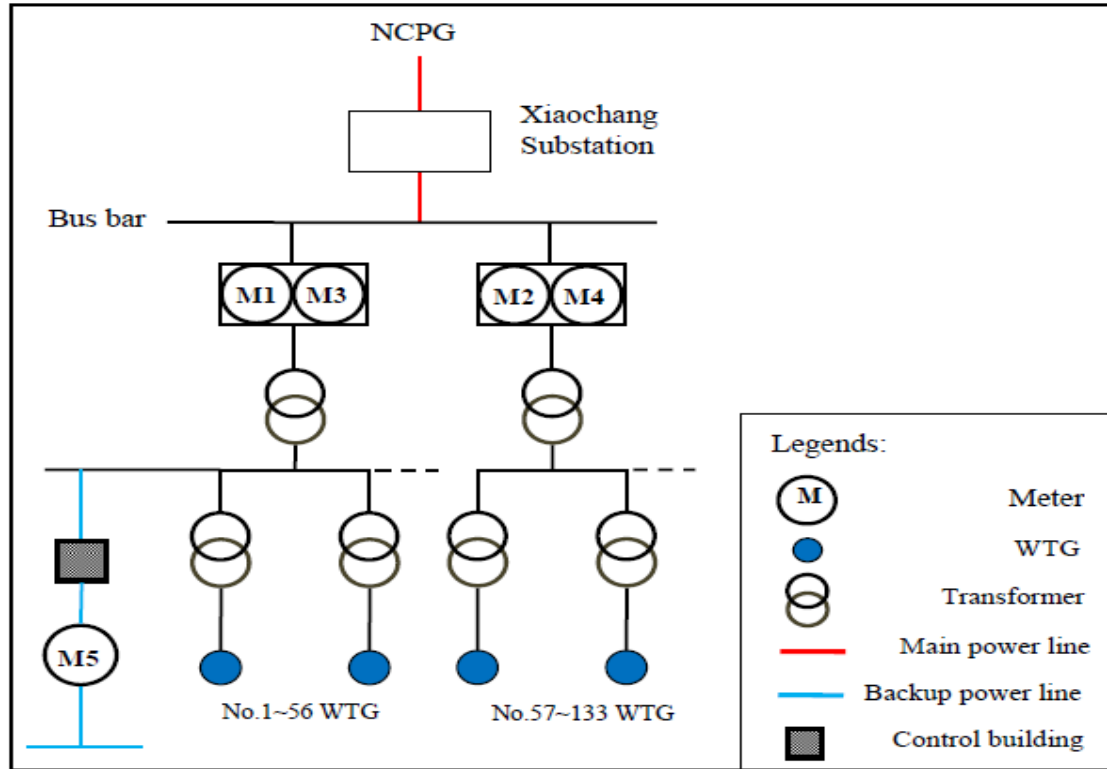 NCPG
Xiaochang
Substation
Bus bar
M1 M3 M2 M4
Legends:
M Meter
WTG
Transformer
Main power line
Backup power line
Control building
M5
No.1~56 WTG
No.57~133 WTG